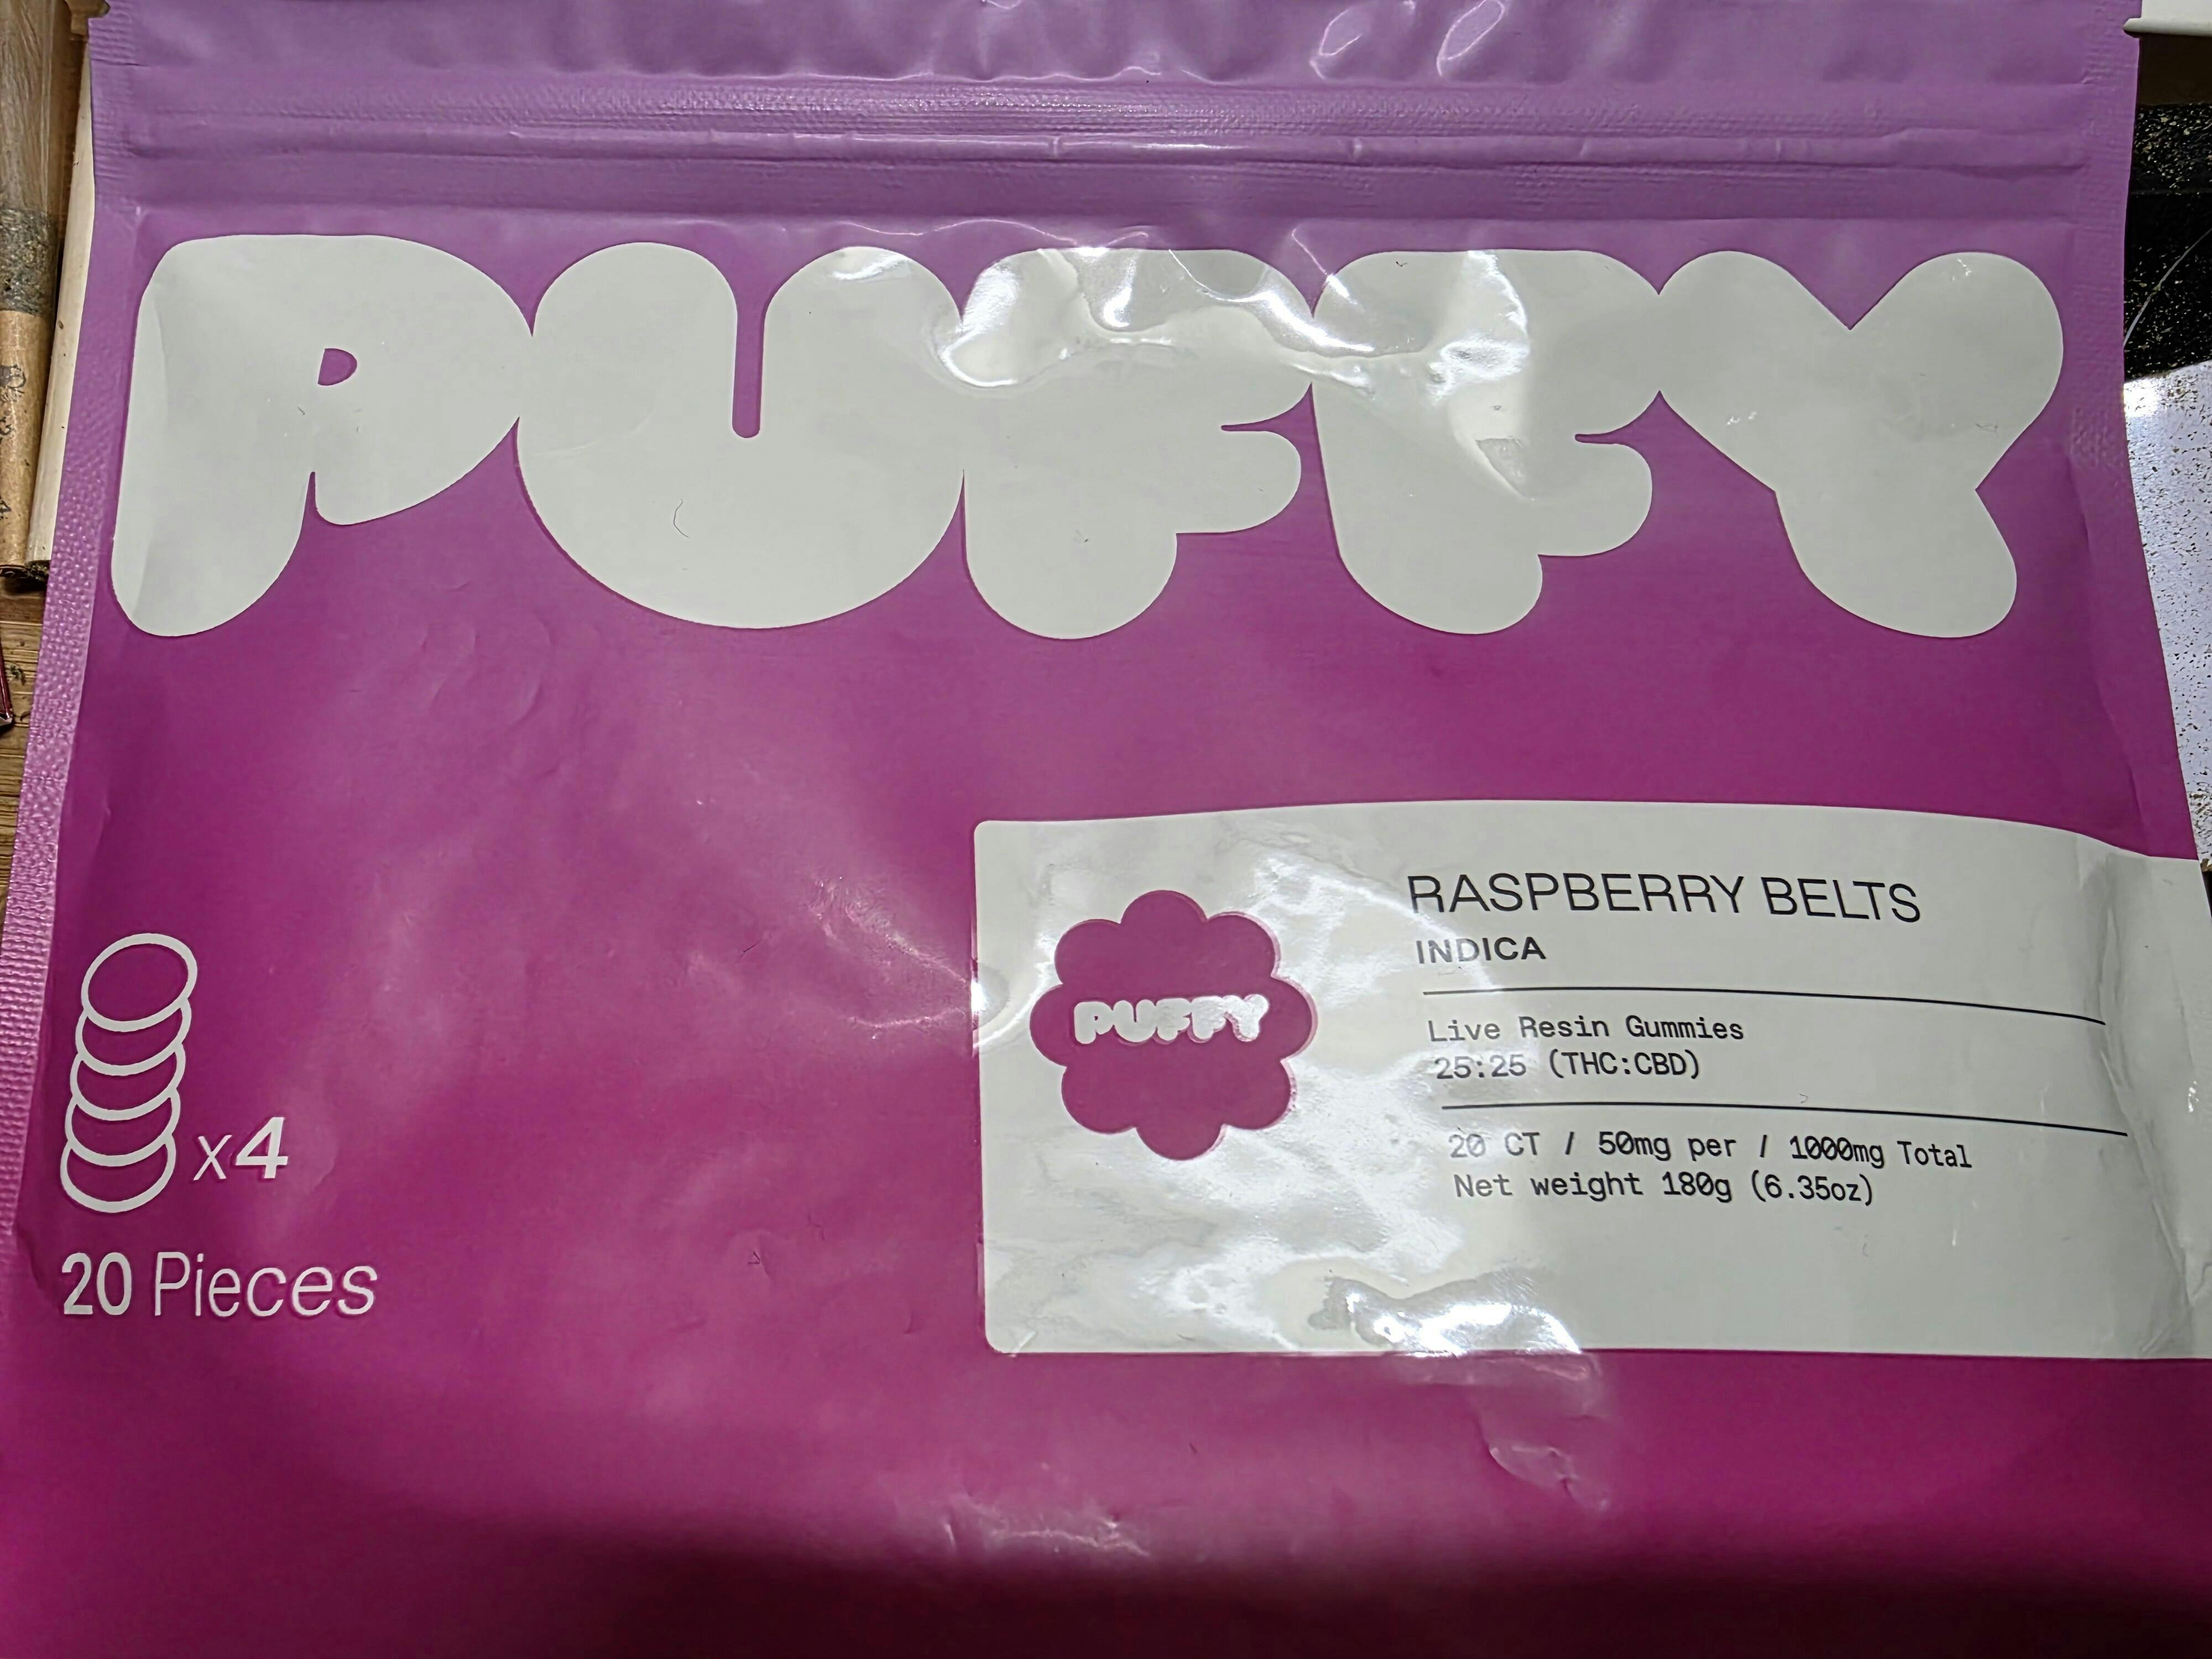 PUFFY
RASPBERRY BELTS
INDICA
PUFFY
Live Resin Gummies
25:25 (THC:CBD)
20 CT / 50mg per / 1000mg Total
Net weight 180g (6.35oz)
x4
20 Pieces